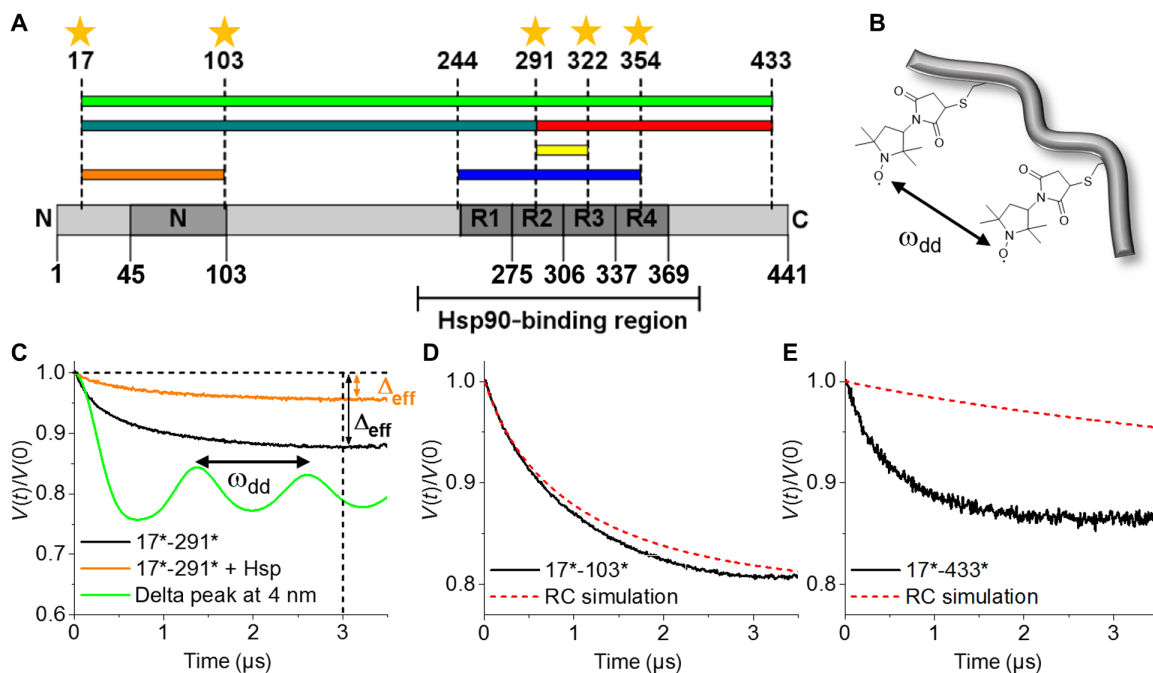 A
17 103 244 291 322 354 433
N N R1 R2 R3 R4 C
1 45 103 275 306 337 369 441
Hsp90-binding region
B
O
N
O
S
N
O·
O
N
O
S
N
O·
ωdd
C
1.0
0.9
0.8
0.7
0.6
V(t)/V(0)
Δeff
Δeff
ωdd
17*-291*
17*-291* + Hsp
Delta peak at 4 nm
0 1 2 3
Time (µs)
D
1.0
0.9
0.8
V(t)/V(0)
17*-103*
RC simulation
0 1 2 3
Time (µs)
E
1.0
0.9
0.8
V(t)/V(0)
17*-433*
RC simulation
0 1 2 3
Time (µs)